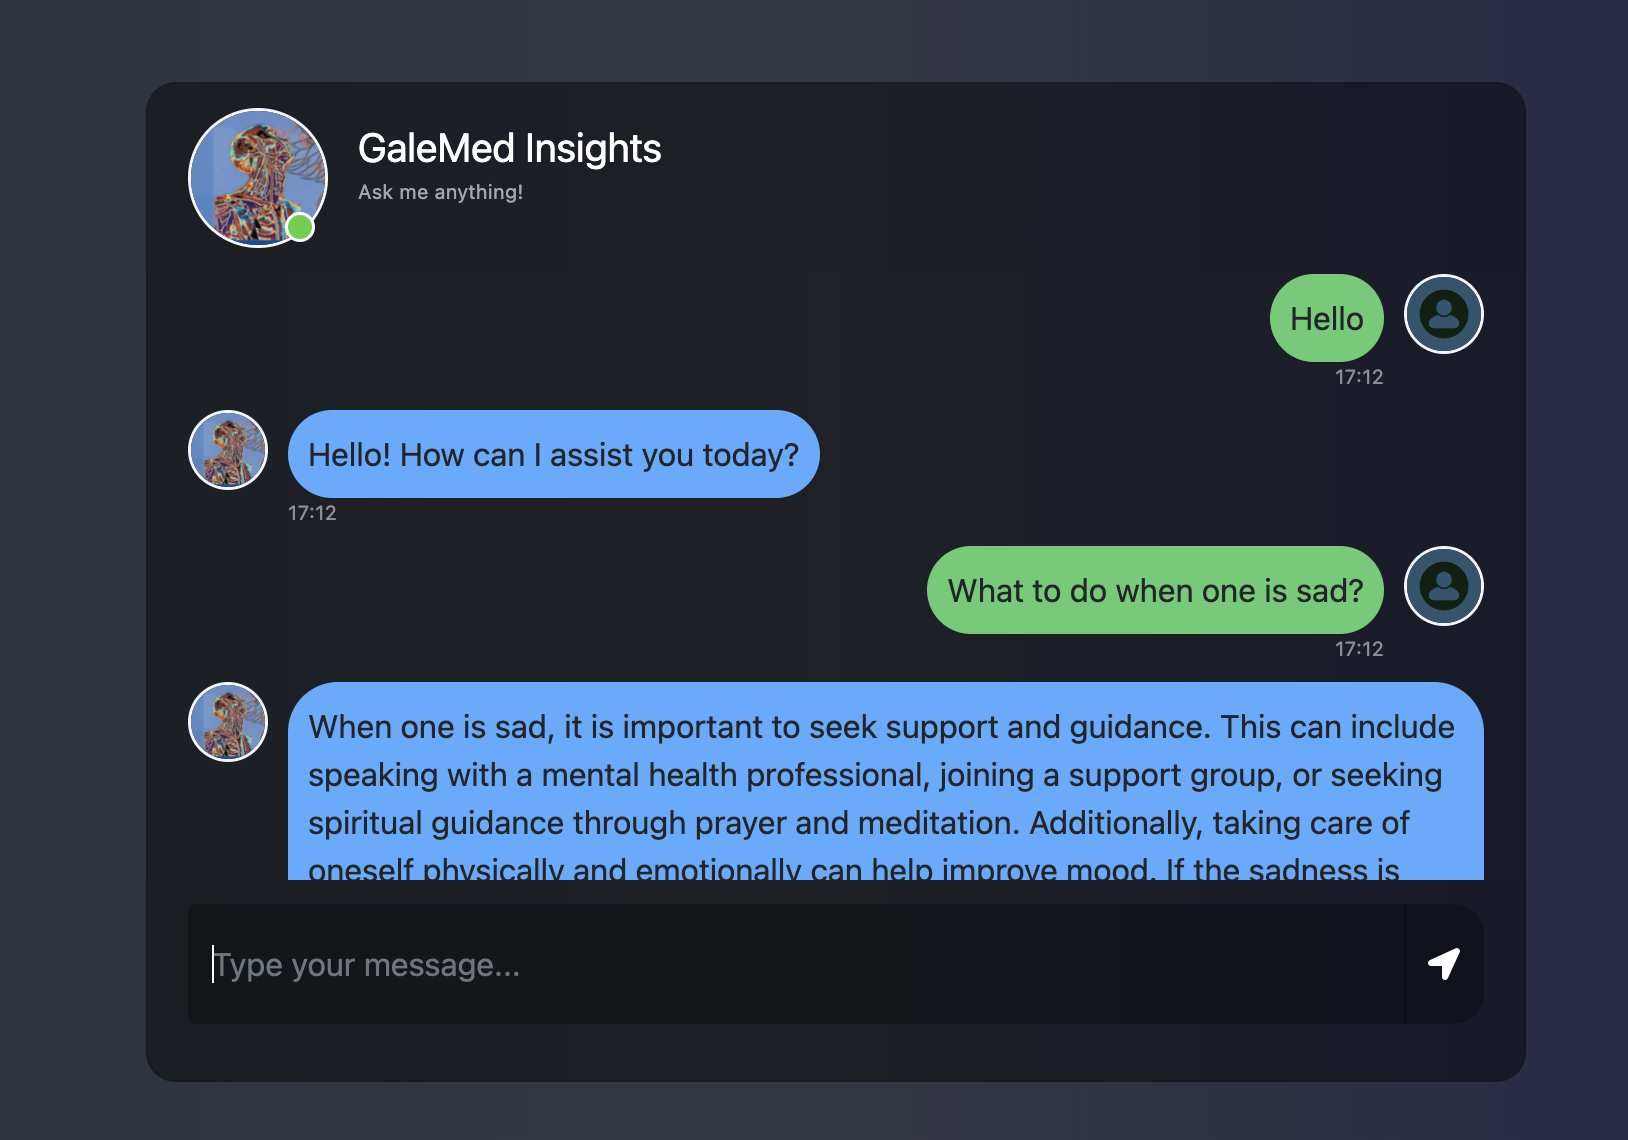 GaleMed Insights
Ask me anything!
Hello
17:12
Hello! How can I assist you today?
17:12
What to do when one is sad?
17:12
When one is sad, it is important to seek support and guidance. This can include
speaking with a mental health professional, joining a support group, or seeking
spiritual guidance through prayer and meditation. Additionally, taking care of
oneself physically and emotionally can help improve mood. If the sadness is
Type your message...